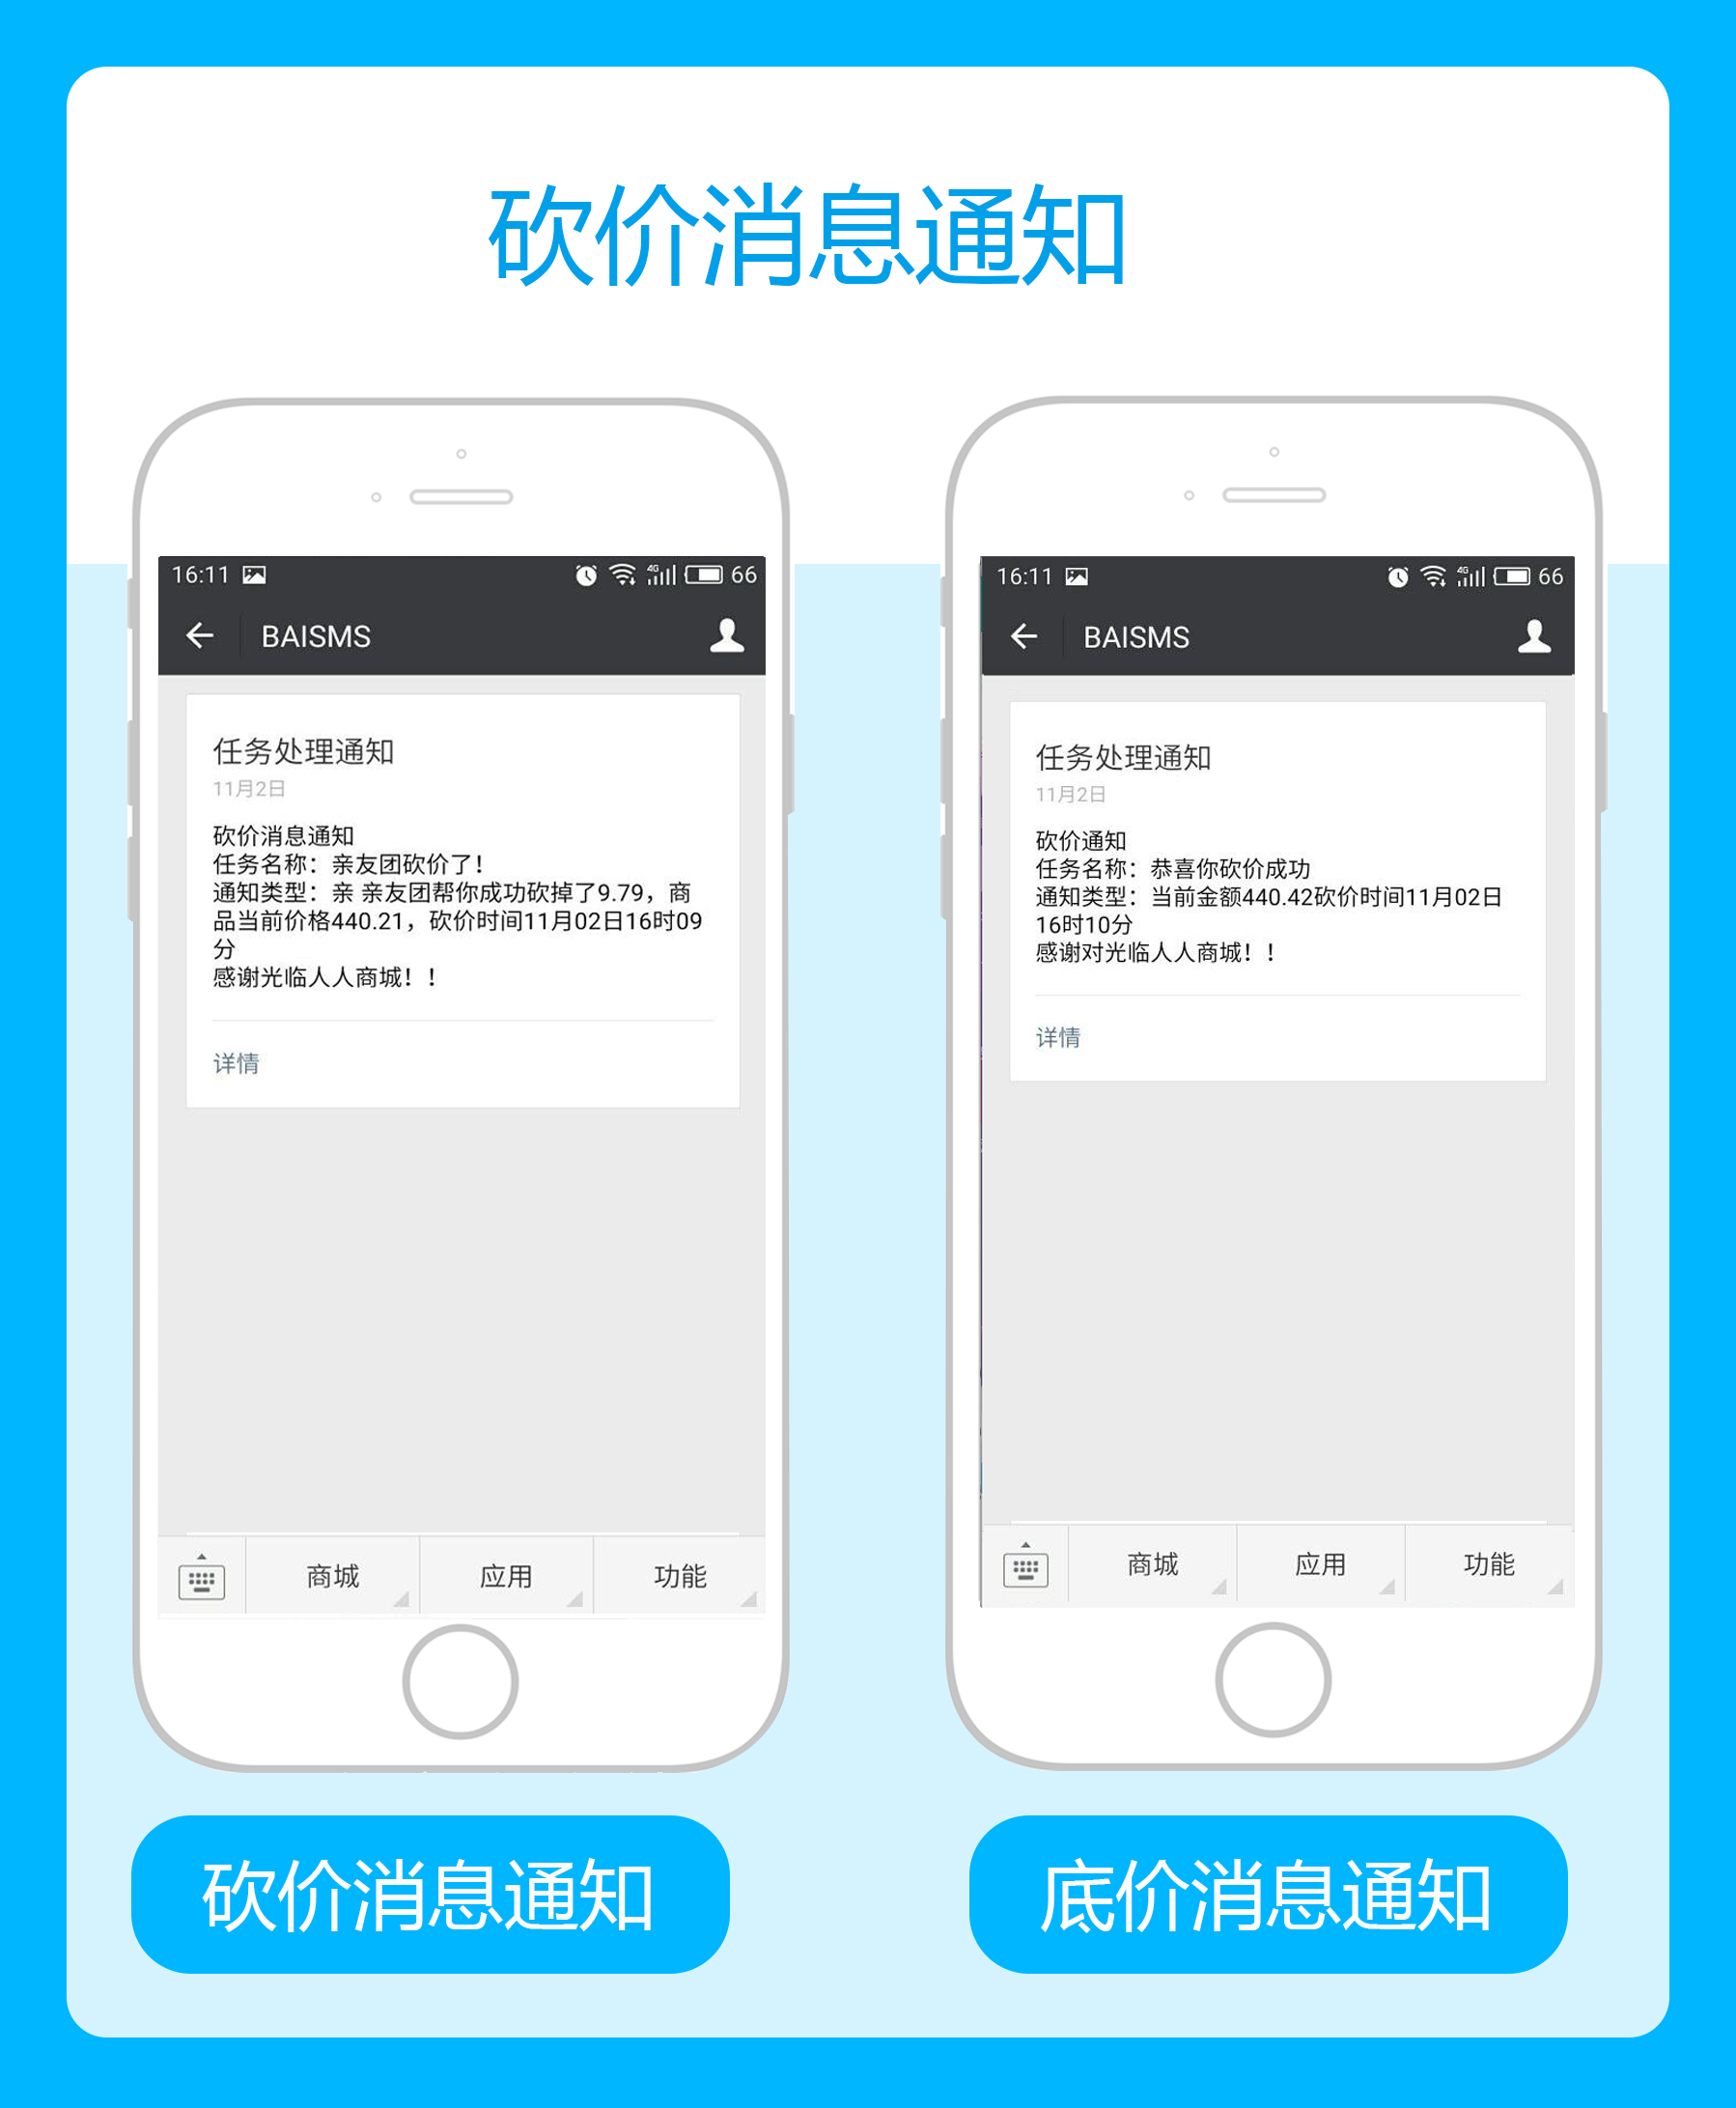 砍价消息通知
16:11 4G 66
BAISMS
任务处理通知
11月2日
砍价消息通知
任务名称：亲友团砍价了！
通知类型：亲 亲友团帮你成功砍掉了9.79，商
品当前价格440.21，砍价时间11月02日16时09
分
感谢光临人人商城！！
详情
商城 应用 功能
砍价消息通知
16:11 4G 66
BAISMS
任务处理通知
11月2日
砍价通知
任务名称：恭喜你砍价成功
通知类型：当前金额440.42砍价时间11月02日
16时10分
感谢对光临人人商城！！
详情
商城 应用 功能
底价消息通知